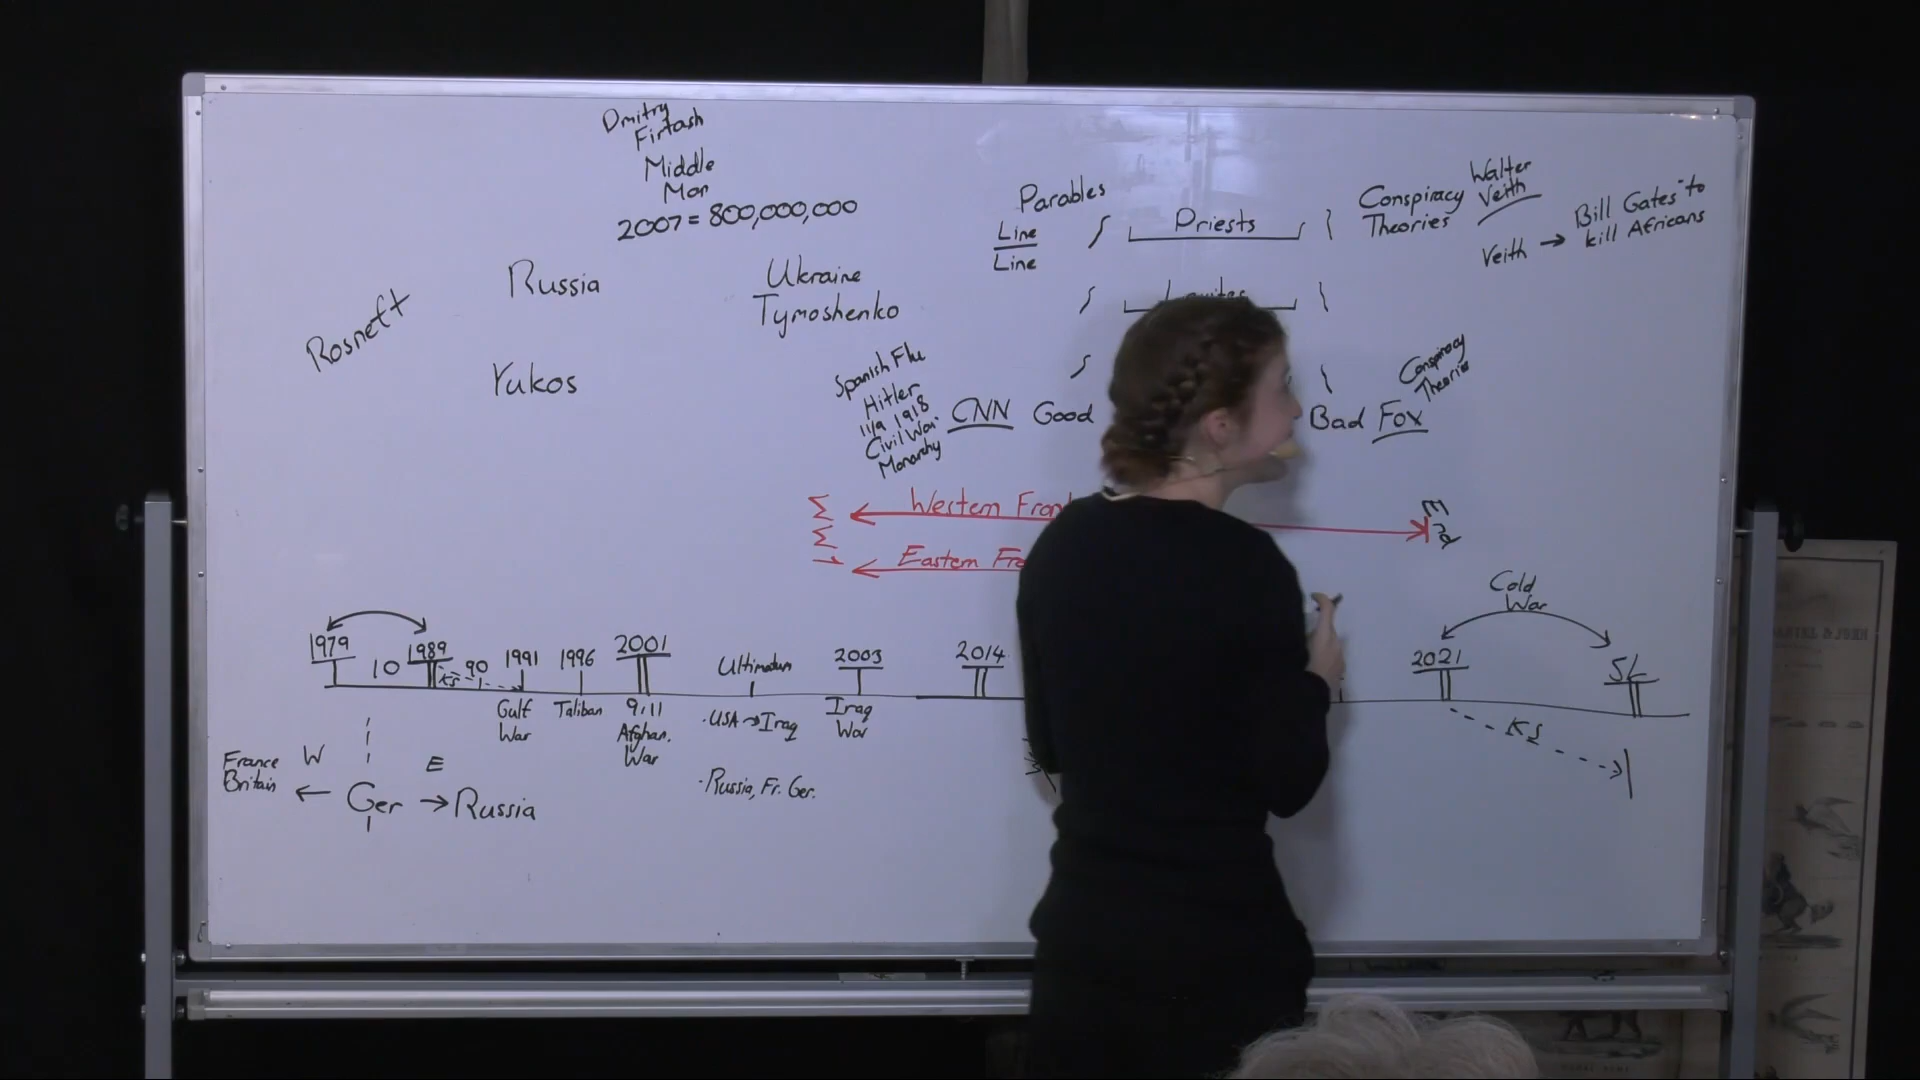 Dmitry
Firtash
Middle
Man
2007 = 800,000,000
Russia
Ukraine
Tymoshenko
Rosneft
Yukos
Parables
Line
Line
Priests
Conspiracy
Theories
Walter
Veith
Veith → Bill Gates to
kill Africans
Spanish Flu
Hitler
11/9 1918
Civil War
Monarchy
CNN Good
Bad Fox
Conspiracy
Theories
Western
Eastern
End
Cold
War
1979
10
1989
90
1991
1996
2001
Ultimatum
2003
2014
2021
SL
KS
Gulf
War
Taliban
9.11
Afghan.
War
·USA → Iraq
Iraq
War
KS
France
Britain
W
E
← Ger → Russia
·Russia, Fr. Ger.